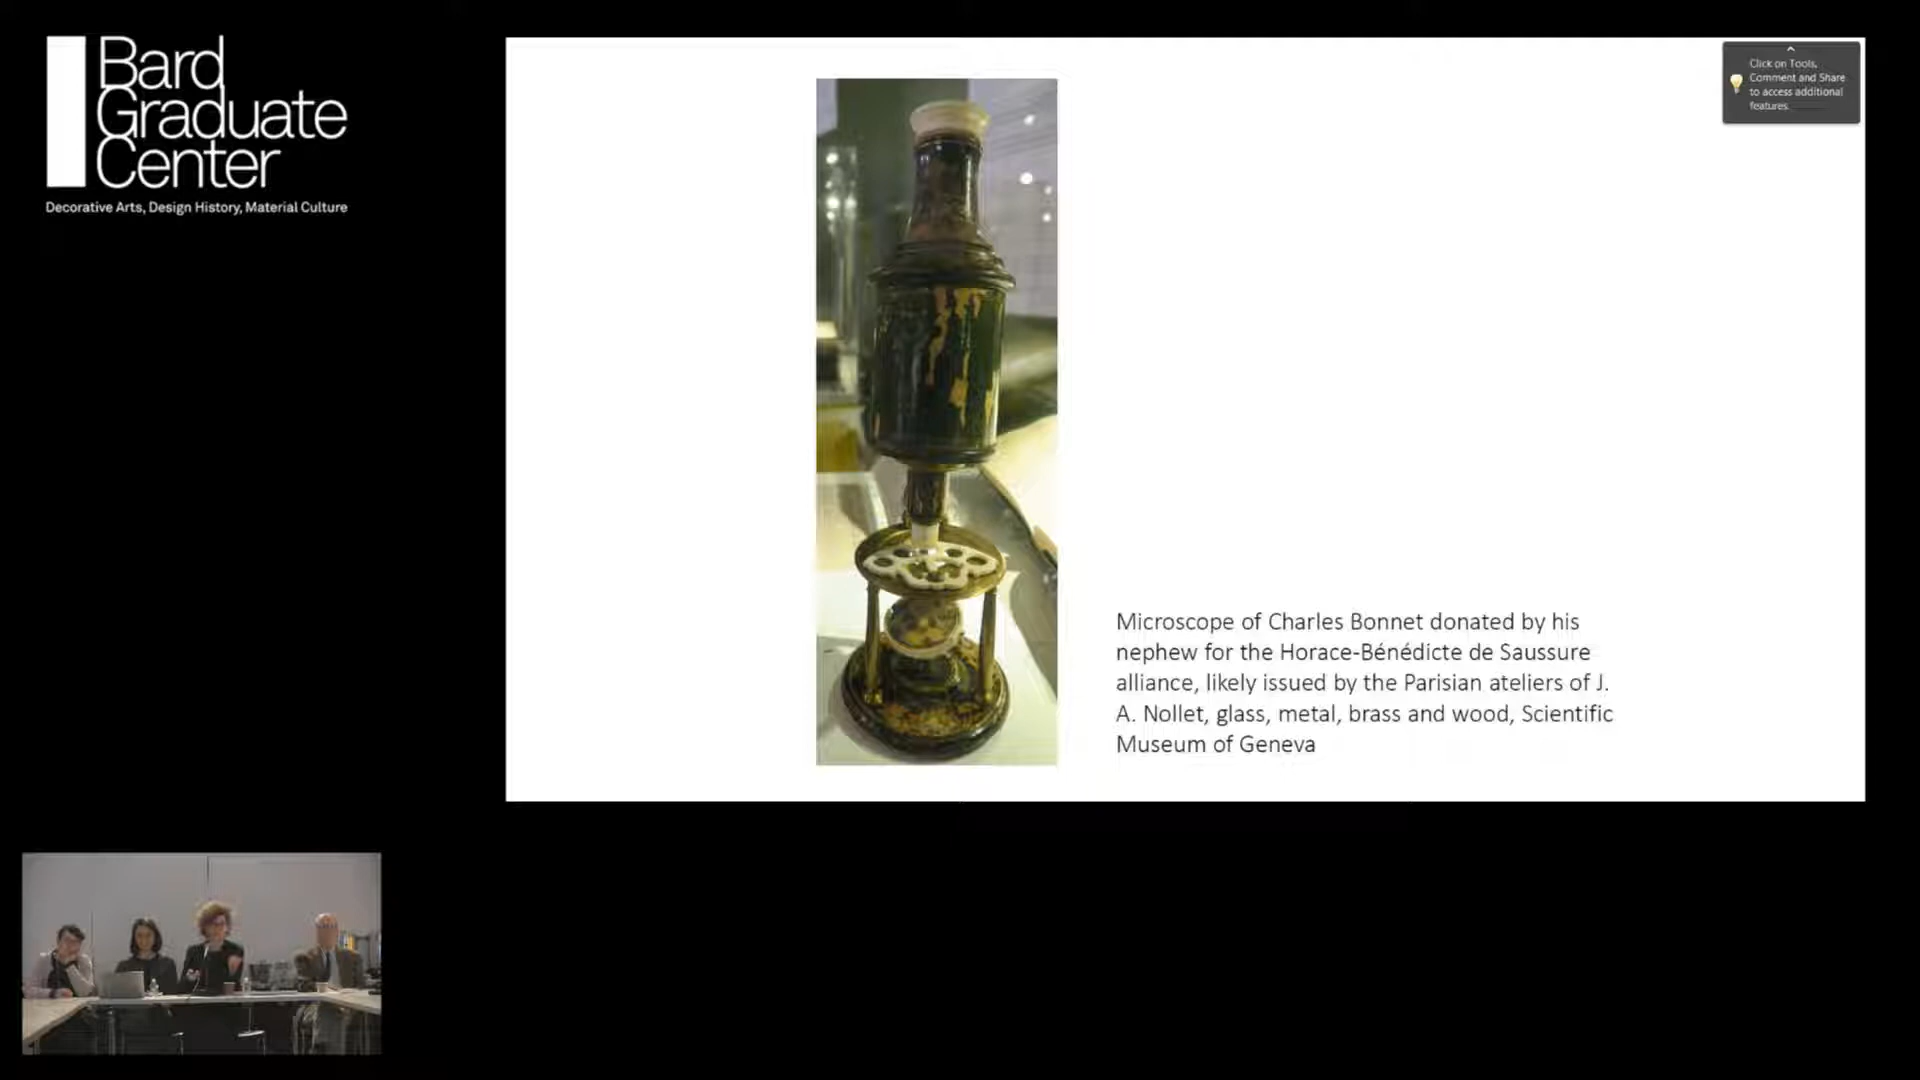 Bard
Graduate
Center
Decorative Arts, Design History, Material Culture
Click on Tools,
Comment and Share
to access additional
features.
Microscope of Charles Bonnet donated by his
nephew for the Horace-Bénédicte de Saussure
alliance, likely issued by the Parisian ateliers of J.
A. Nollet, glass, metal, brass and wood, Scientific
Museum of Geneva